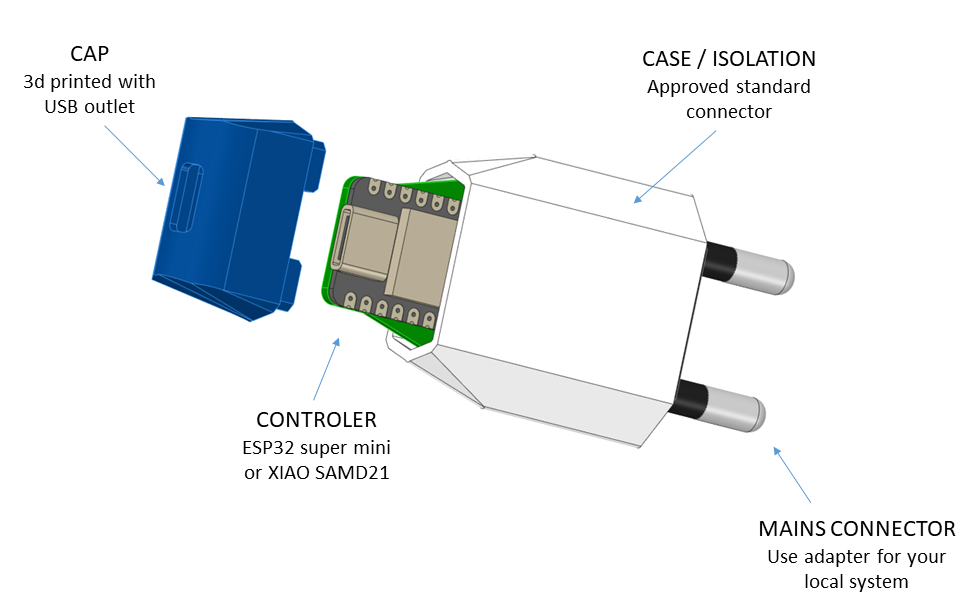 CAP
3d printed with
USB outlet
CASE / ISOLATION
Approved standard
connector
CONTROLER
ESP32 super mini
or XIAO SAMD21
MAINS CONNECTOR
Use adapter for your
local system